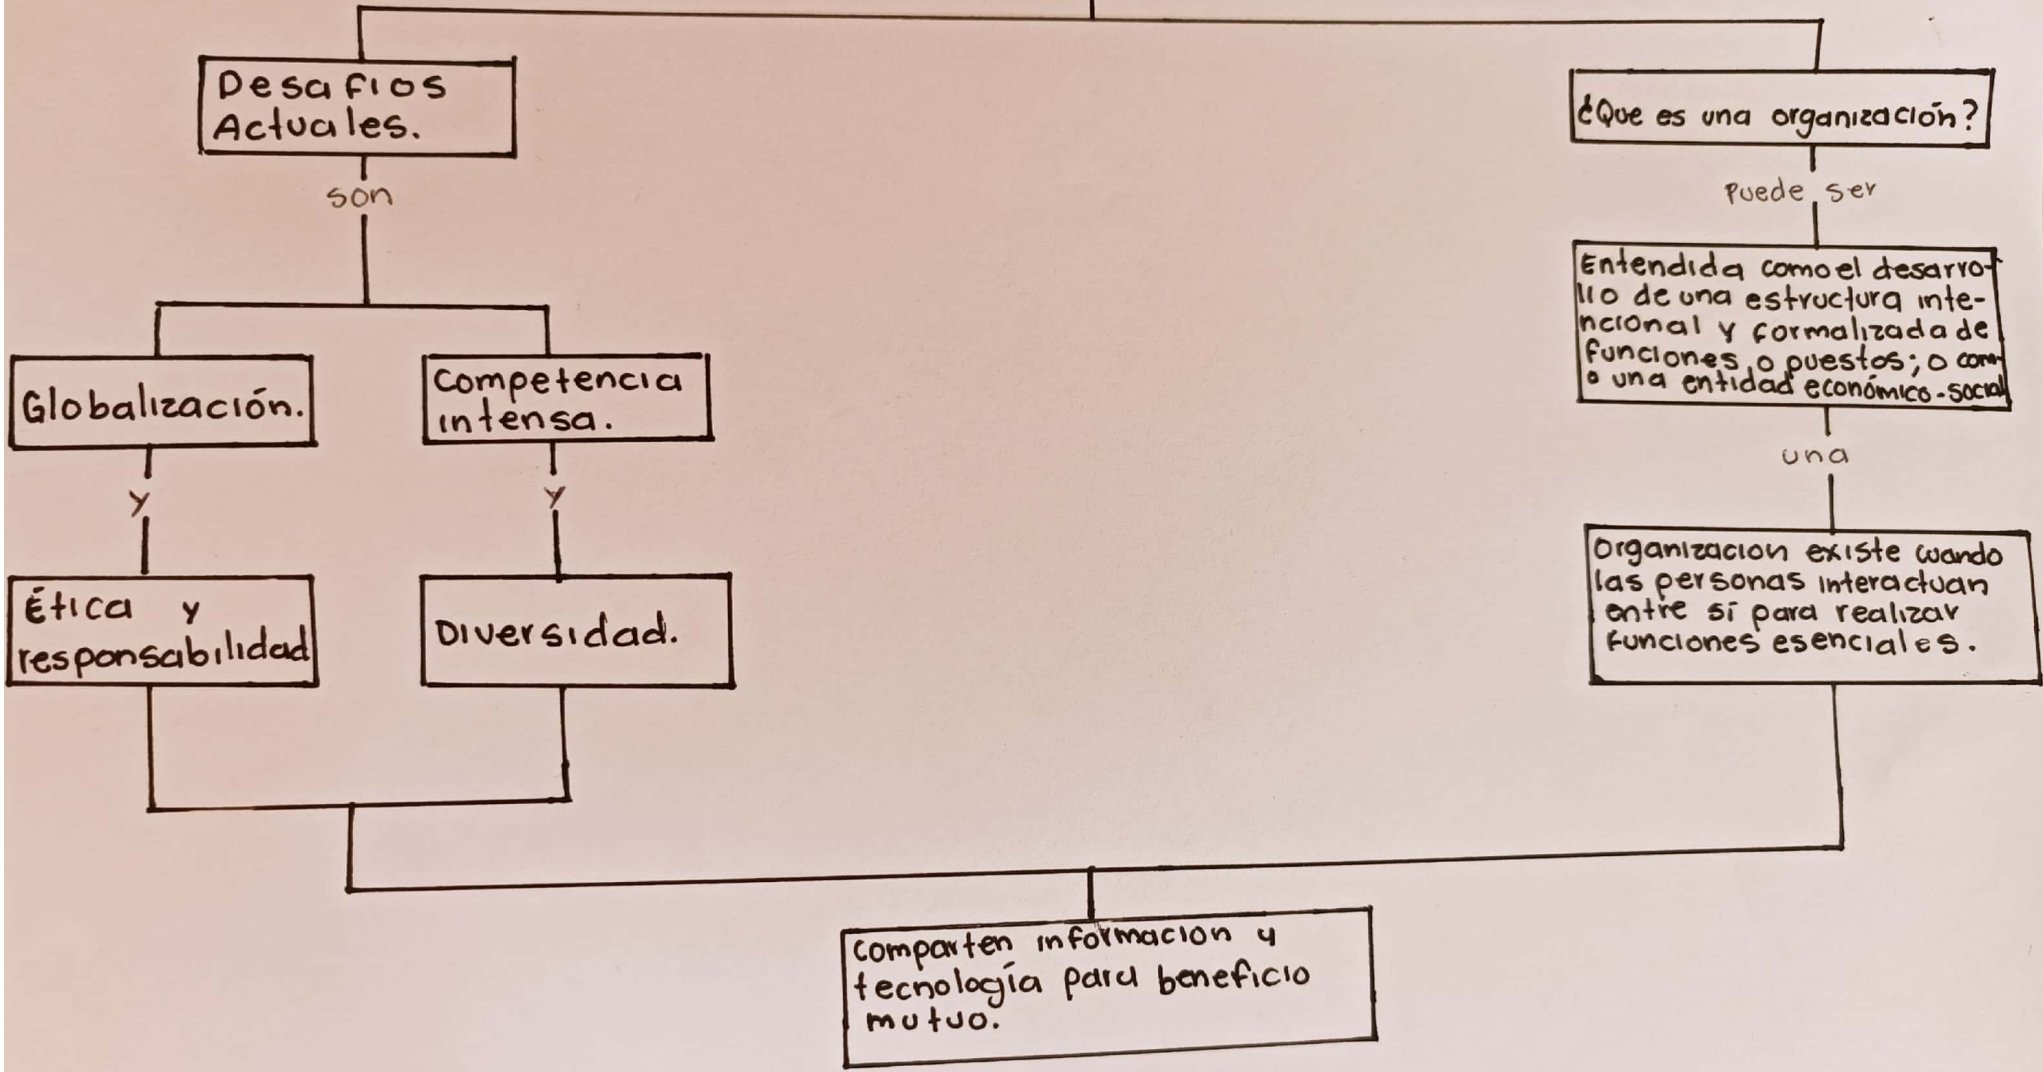 Desafios
Actuales.
son
Globalización.
Competencia
intensa.
y
y
Ética y
responsabilidad
Diversidad.
¿Que es una organización?
Puede ser
Entendida como el desarro-
llo de una estructura inte-
ncional y formalizada de
funciones o puestos; o com
o una entidad económico-social
una
Organizacion existe cuando
las personas interactuan
entre sí para realizar
funciones esenciales.
comparten informacion y
tecnología para beneficio
mutuo.